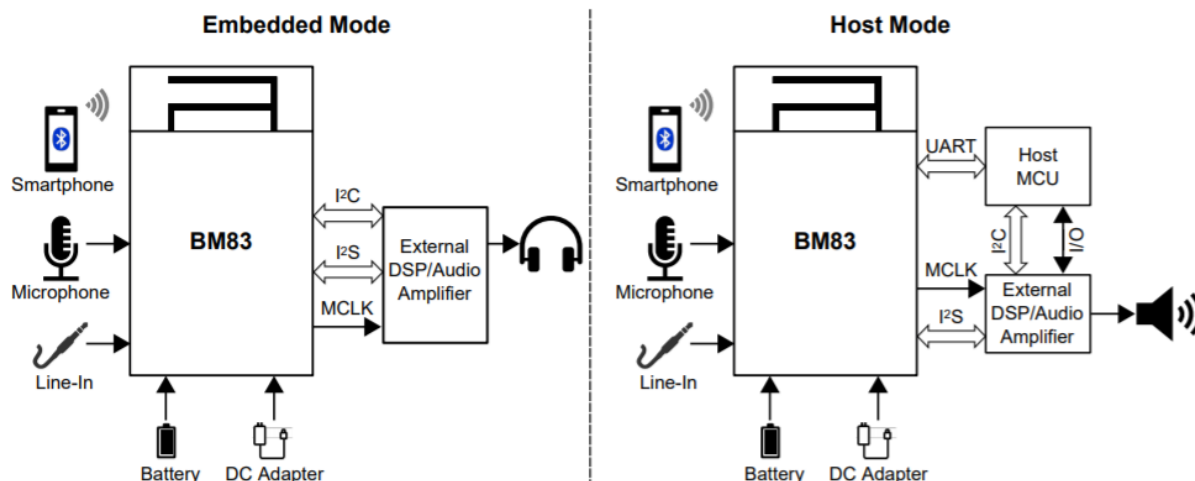 Embedded Mode
Smartphone
Microphone
Line-In
BM83
I²C
I²S
MCLK
External
DSP/Audio
Amplifier
Battery
DC Adapter
Host Mode
Smartphone
Microphone
Line-In
BM83
UART
Host
MCU
I²C
I/O
MCLK
I²S
External
DSP/Audio
Amplifier
Battery
DC Adapter